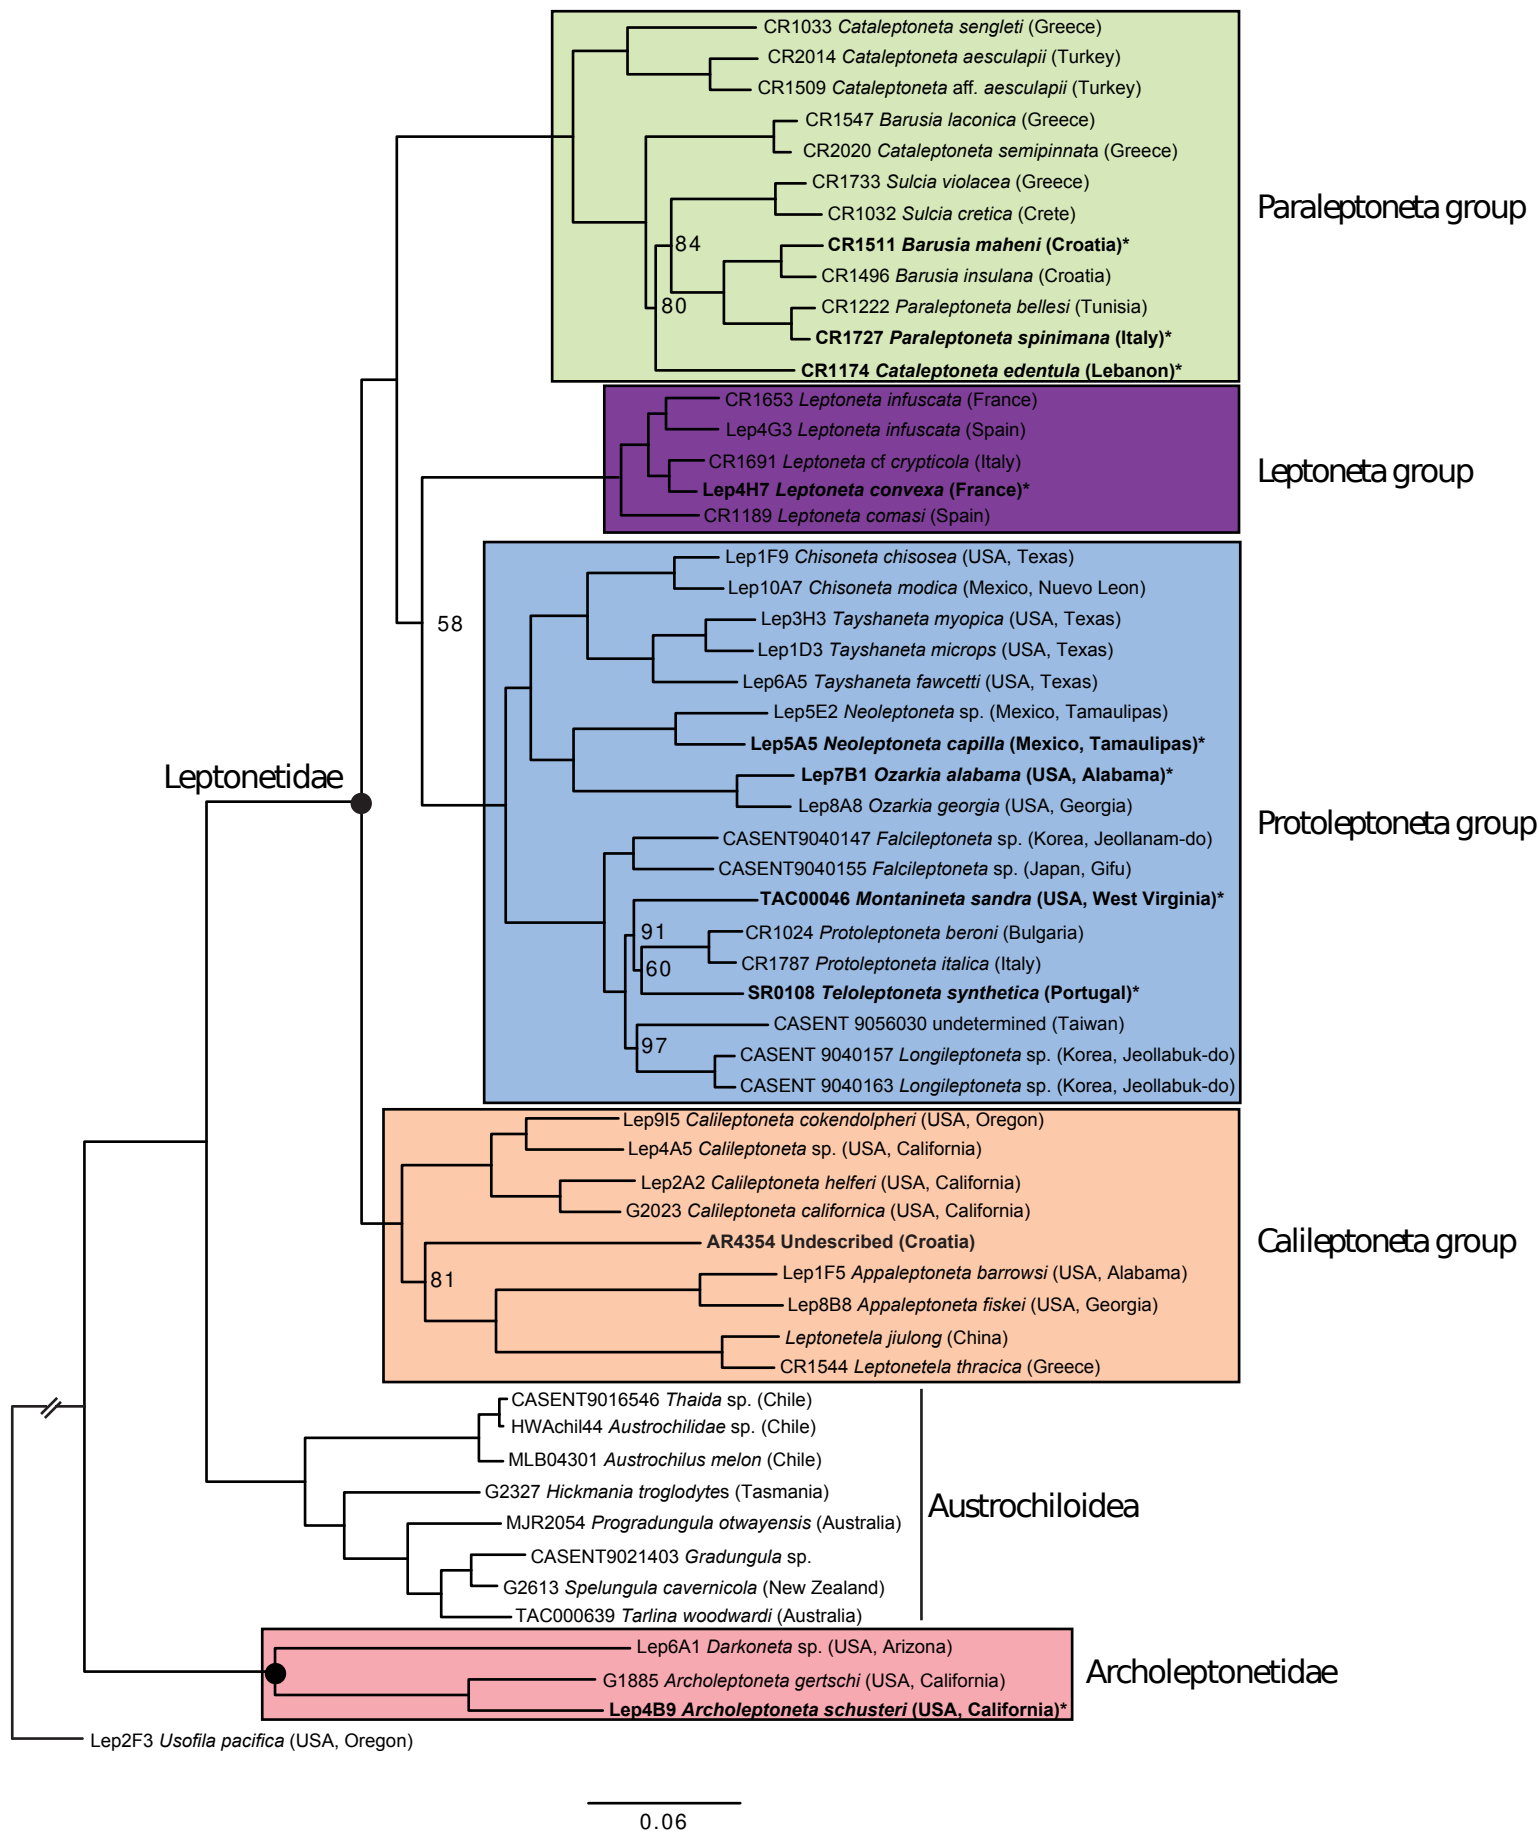 CR1033 Cataleptoneta sengleti (Greece)
CR2014 Cataleptoneta aesculapii (Turkey)
CR1509 Cataleptoneta aff. aesculapii (Turkey)
CR1547 Barusia laconica (Greece)
CR2020 Cataleptoneta semipinnata (Greece)
CR1733 Sulcia violacea (Greece)
CR1032 Sulcia cretica (Crete)
84
CR1511 Barusia maheni (Croatia)*
CR1496 Barusia insulana (Croatia)
80
CR1222 Paraleptoneta bellesi (Tunisia)
CR1727 Paraleptoneta spinimana (Italy)*
CR1174 Cataleptoneta edentula (Lebanon)*
Paraleptoneta group
CR1653 Leptoneta infuscata (France)
Lep4G3 Leptoneta infuscata (Spain)
CR1691 Leptoneta cf crypticola (Italy)
Lep4H7 Leptoneta convexa (France)*
CR1189 Leptoneta comasi (Spain)
Leptoneta group
58
Lep1F9 Chisoneta chisosea (USA, Texas)
Lep10A7 Chisoneta modica (Mexico, Nuevo Leon)
Lep3H3 Tayshaneta myopica (USA, Texas)
Lep1D3 Tayshaneta microps (USA, Texas)
Lep6A5 Tayshaneta fawcetti (USA, Texas)
Lep5E2 Neoleptoneta sp. (Mexico, Tamaulipas)
Lep5A5 Neoleptoneta capilla (Mexico, Tamaulipas)*
Lep7B1 Ozarkia alabama (USA, Alabama)*
Lep8A8 Ozarkia georgia (USA, Georgia)
CASENT9040147 Falcileptoneta sp. (Korea, Jeollanam-do)
CASENT9040155 Falcileptoneta sp. (Japan, Gifu)
TAC00046 Montanineta sandra (USA, West Virginia)*
91
CR1024 Protoleptoneta beroni (Bulgaria)
CR1787 Protoleptoneta italica (Italy)
60
SR0108 Teloleptoneta synthetica (Portugal)*
CASENT 9056030 undetermined (Taiwan)
97
CASENT 9040157 Longileptoneta sp. (Korea, Jeollabuk-do)
CASENT 9040163 Longileptoneta sp. (Korea, Jeollabuk-do)
Protoleptoneta group
Leptonetidae
Lep9I5 Calileptoneta cokendolpheri (USA, Oregon)
Lep4A5 Calileptoneta sp. (USA, California)
Lep2A2 Calileptoneta helferi (USA, California)
G2023 Calileptoneta californica (USA, California)
AR4354 Undescribed (Croatia)
81
Lep1F5 Appaleptoneta barrowsi (USA, Alabama)
Lep8B8 Appaleptoneta fiskei (USA, Georgia)
Leptonetela jiulong (China)
CR1544 Leptonetela thracica (Greece)
Calileptoneta group
CASENT9016546 Thaida sp. (Chile)
HWAchil44 Austrochilidae sp. (Chile)
MLB04301 Austrochilus melon (Chile)
G2327 Hickmania troglodytes (Tasmania)
MJR2054 Progradungula otwayensis (Australia)
CASENT9021403 Gradungula sp.
G2613 Spelungula cavernicola (New Zealand)
TAC000639 Tarlina woodwardi (Australia)
Austrochiloidea
Lep6A1 Darkoneta sp. (USA, Arizona)
G1885 Archoleptoneta gertschi (USA, California)
Lep4B9 Archoleptoneta schusteri (USA, California)*
Archoleptonetidae
Lep2F3 Usofila pacifica (USA, Oregon)
0.06